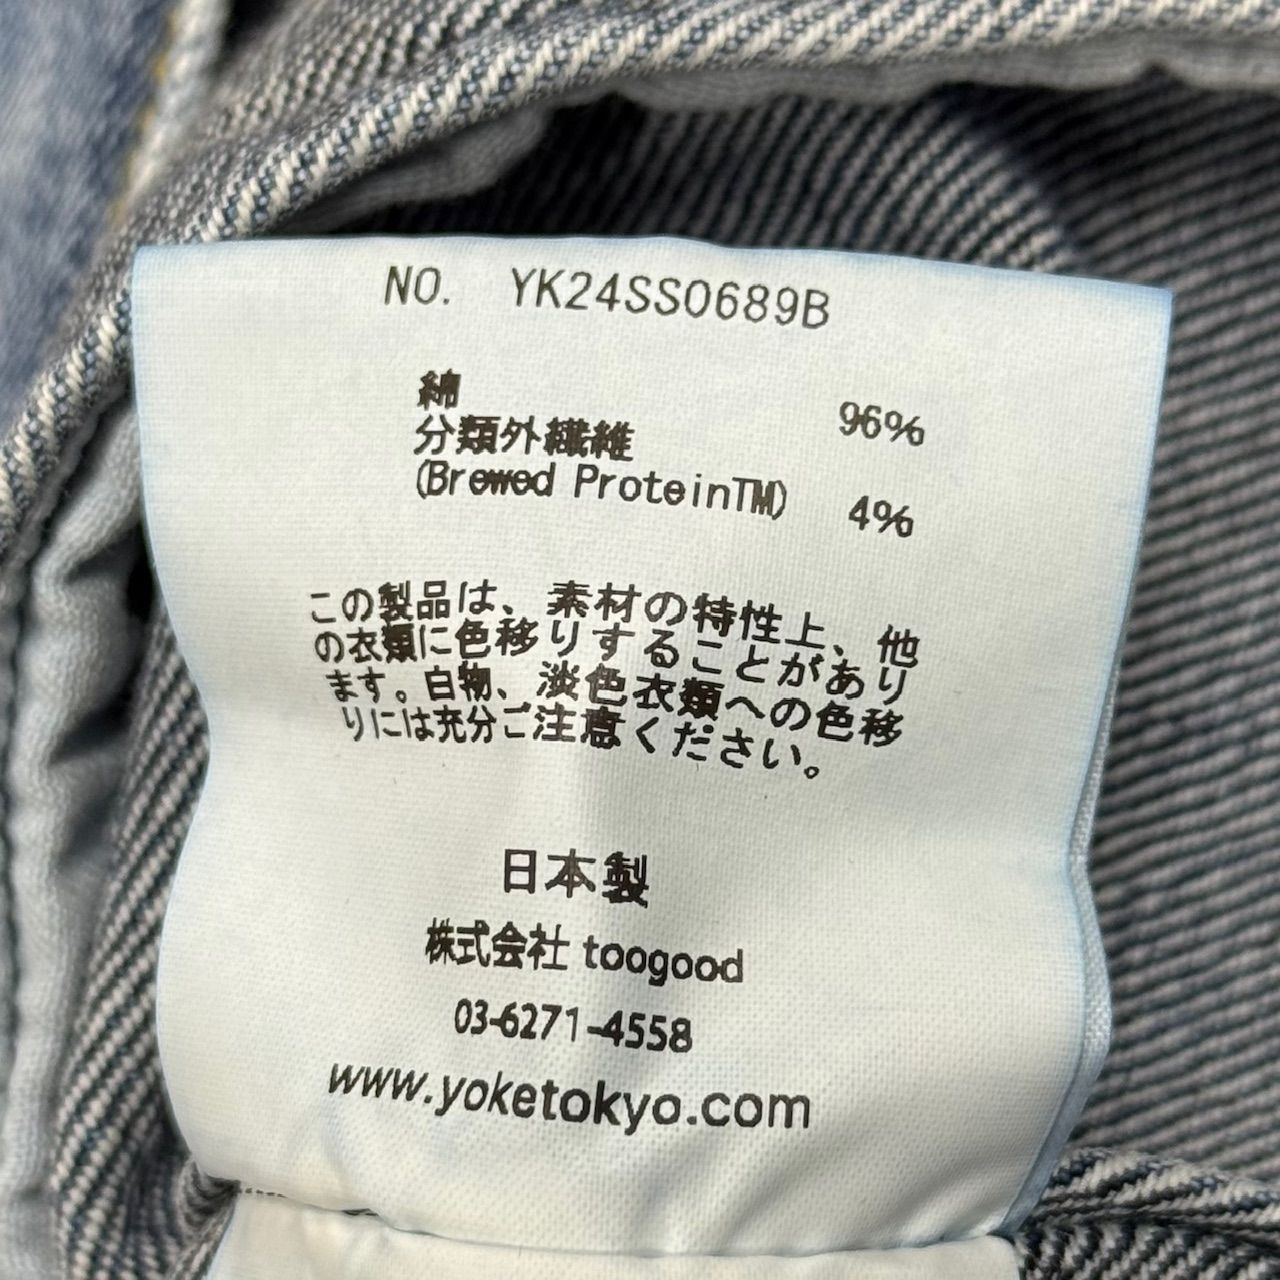 NO. YK24SS0689B
綿 96%
分類外繊維
(Brewed ProteinTM) 4%
この製品は、素材の特性上、他
の衣類に色移りすることがあり
ます。白物、淡色衣類への色移
りには充分ご注意ください。
日本製
株式会社 toogood
03-6271-4558
www.yoketokyo.com